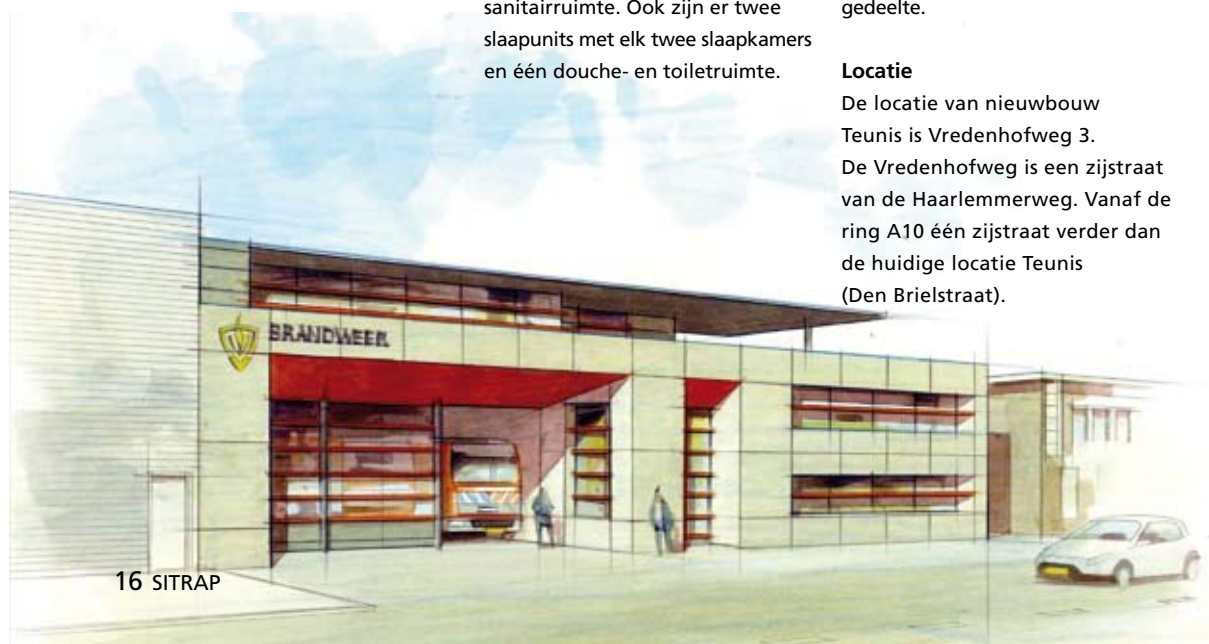 sanitairruimte. Ook zijn er twee
slaapunits met elk twee slaapkamers
en één douche- en toiletruimte.
gedeelte.
Locatie
De locatie van nieuwbouw
Teunis is Vredenhofweg 3.
De Vredenhofweg is een zijstraat
van de Haarlemmerweg. Vanaf de
ring A10 één zijstraat verder dan
de huidige locatie Teunis
(Den Brielstraat).
BRANDWEER
16 SITRAP